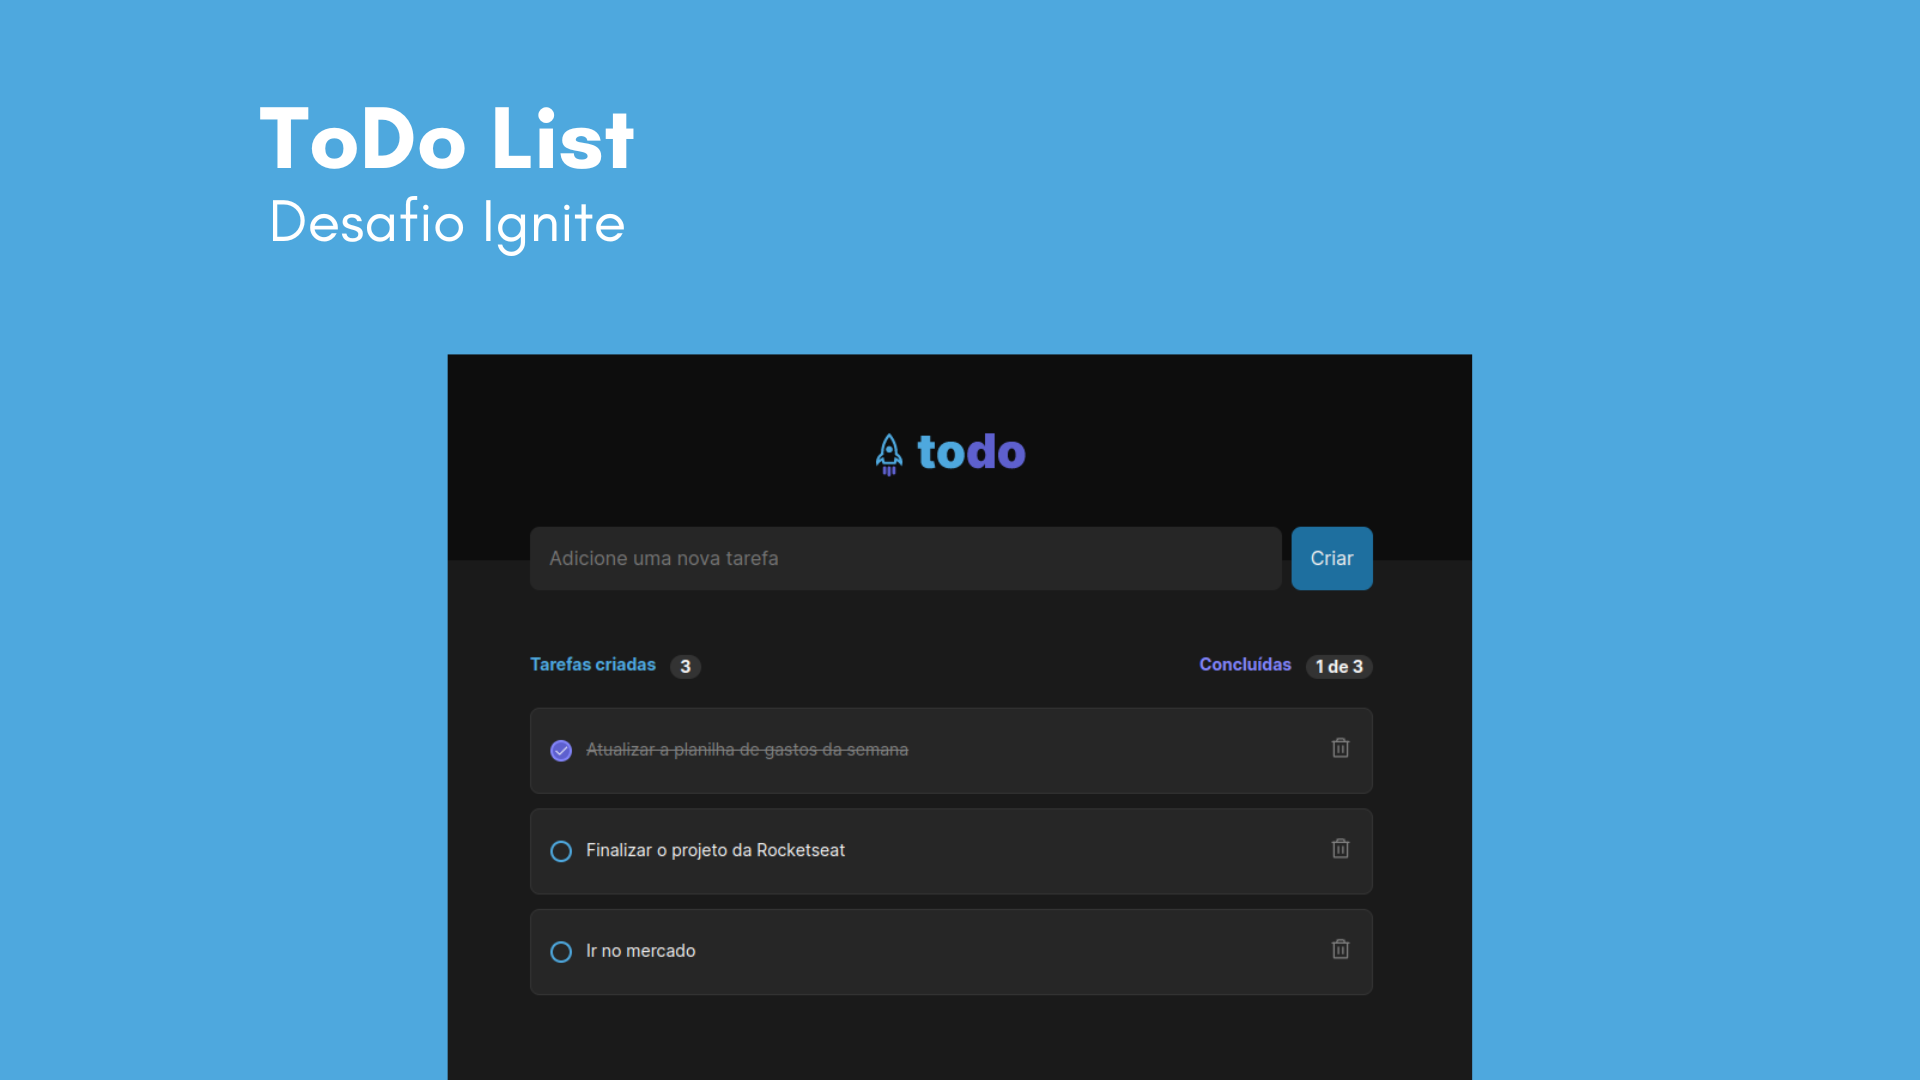 ToDo List
Desafio Ignite
todo
Adicione uma nova tarefa
Criar
Tarefas criadas 3
Concluídas 1 de 3
Atualizar a planilha de gastos da semana
Finalizar o projeto da Rocketseat
Ir no mercado